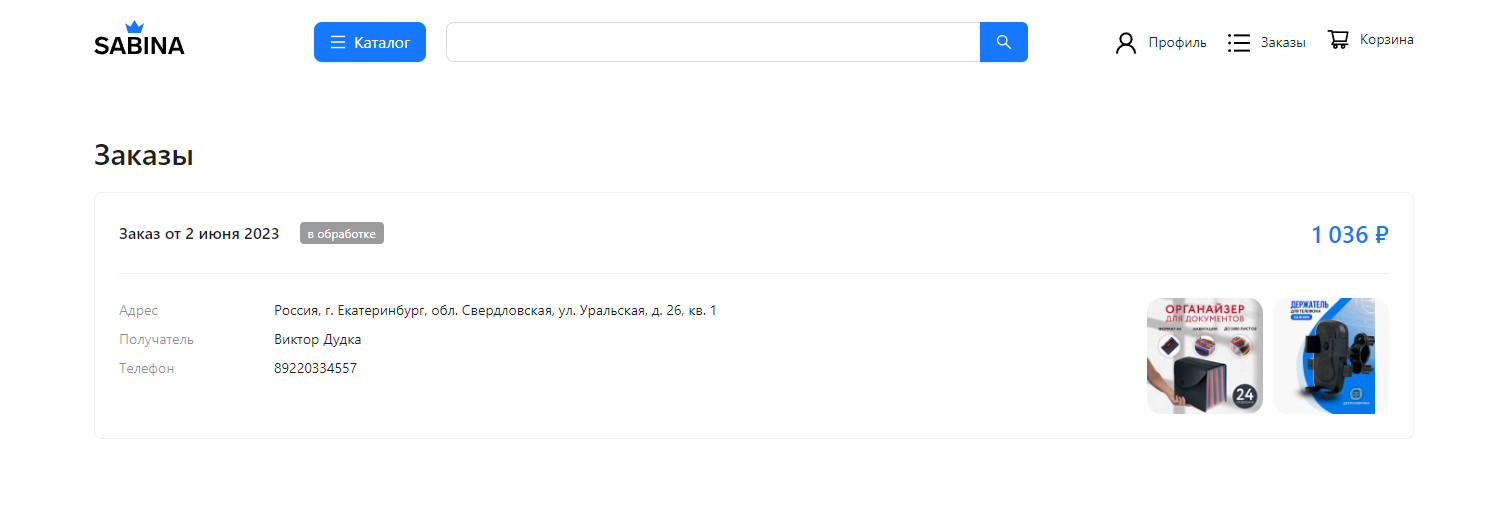 SABINA
Каталог
Профиль
Заказы
Корзина
Заказы
Заказ от 2 июня 2023
в обработке
1 036 ₽
Адрес
Россия, г. Екатеринбург, обл. Свердловская, ул. Уральская, д. 26, кв. 1
Получатель
Виктор Дудка
Телефон
89220334557
ОРГАНАЙЗЕР
ДЛЯ ДОКУМЕНТОВ
24
ДЕРЖАТЕЛЬ
ДЛЯ ТЕЛЕФОНА